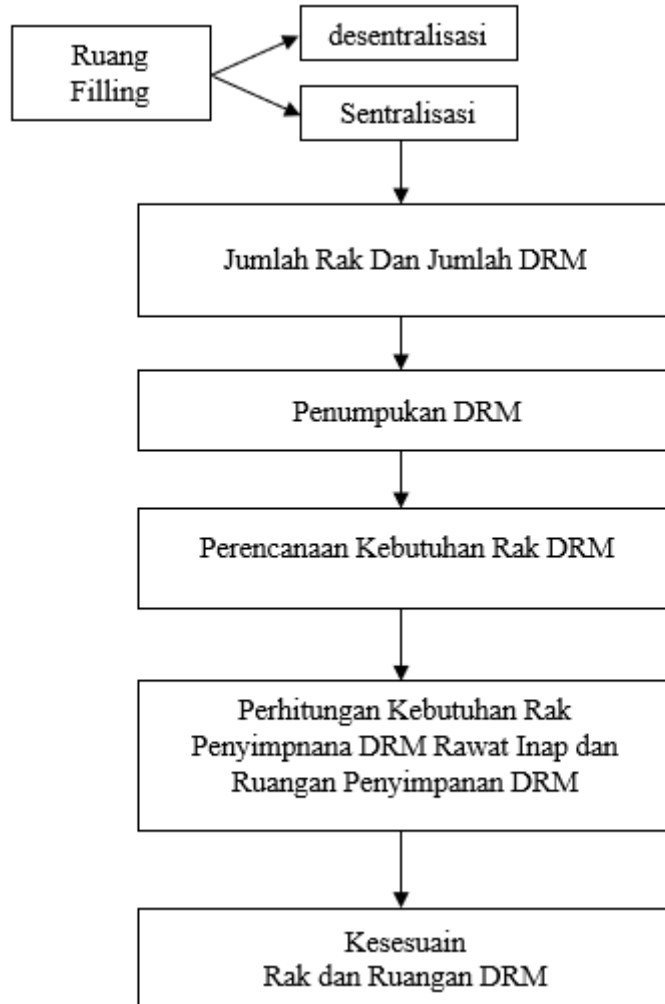 Ruang
Filling
desentralisasi
Sentralisasi
Jumlah Rak Dan Jumlah DRM
Penumpukan DRM
Perencanaan Kebutuhan Rak DRM
Perhitungan Kebutuhan Rak
Penyimpnana DRM Rawat Inap dan
Ruangan Penyimpanan DRM
Kesesuain
Rak dan Ruangan DRM